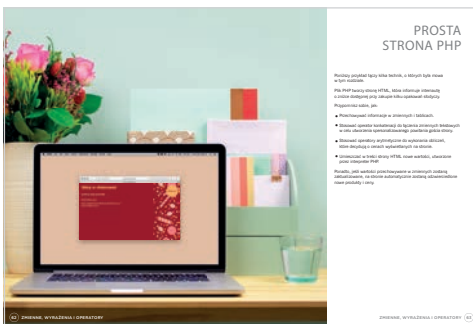 PROSTA
STRONA PHP
Poniższy przykład łączy kilka technik, o których była mowa
w tym rozdziale.
Plik PHP tworzy stronę HTML, która informuje internautę
o zniżce dostępnej przy zakupie kilku opakowań słodyczy.
Przypomnisz sobie, jak:
● Przechowywać informacje w zmiennych i tablicach.
● Stosować operator konkatenacji do łączenia zmiennych tekstowych
w celu utworzenia spersonalizowanego powitania gościa strony.
● Stosować operatory arytmetyczne do wykonania obliczeń,
które decydują o cenach wyświetlanych na stronie.
● Umieszczać w treści strony HTML nowe wartości, utworzone
przez interpreter PHP.
Ponadto, jeśli wartości przechowywane w zmiennych zostaną
zaktualizowane, na stronie automatycznie zostaną odzwierciedlone
nowe produkty i ceny.
62 ZMIENNE, WYRAŻENIA I OPERATORY
ZMIENNE, WYRAŻENIA I OPERATORY 63